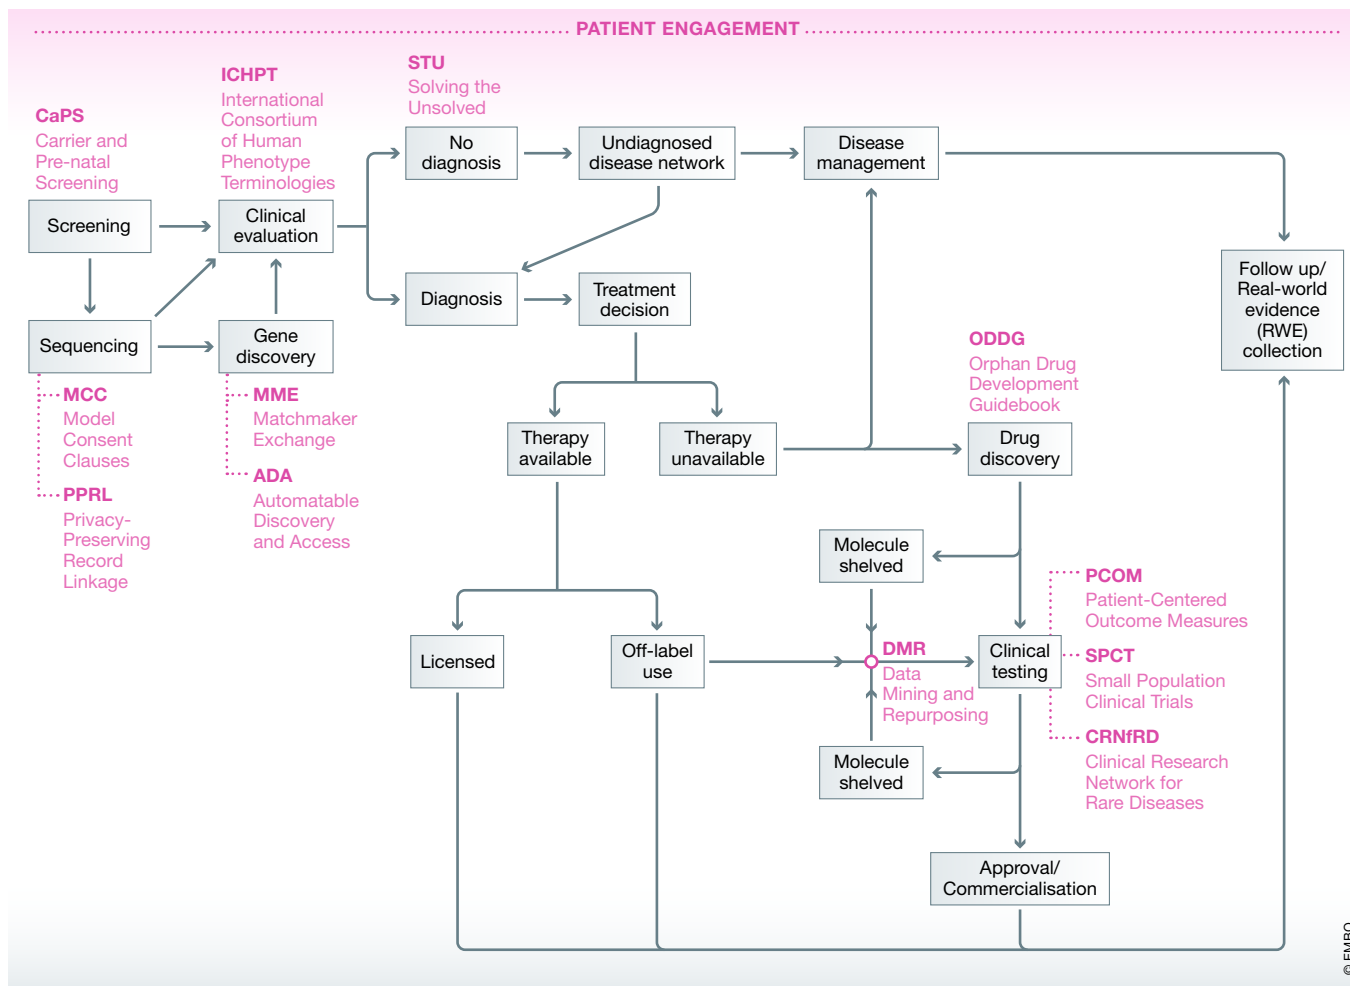 PATIENT ENGAGEMENT
CaPS
Carrier and
Pre-natal
Screening
ICHPT
International
Consortium
of Human
Phenotype
Terminologies
STU
Solving the
Unsolved
No
diagnosis
Undiagnosed
disease network
Disease
management
Screening
Clinical
evaluation
Follow up/
Real-world
evidence
(RWE)
collection
Diagnosis
Treatment
decision
Sequencing
Gene
discovery
MCC
Model
Consent
Clauses
PPRL
Privacy-
Preserving
Record
Linkage
MME
Matchmaker
Exchange
ADA
Automatable
Discovery
and Access
ODDG
Orphan Drug
Development
Guidebook
Therapy
available
Therapy
unavailable
Drug
discovery
Molecule
shelved
Licensed
Off-label
use
DMR
Data
Mining and
Repurposing
Clinical
testing
PCOM
Patient-Centered
Outcome Measures
SPCT
Small Population
Clinical Trials
CRNfRD
Clinical Research
Network for
Rare Diseases
Molecule
shelved
Approval/
Commercialisation
© EMBO